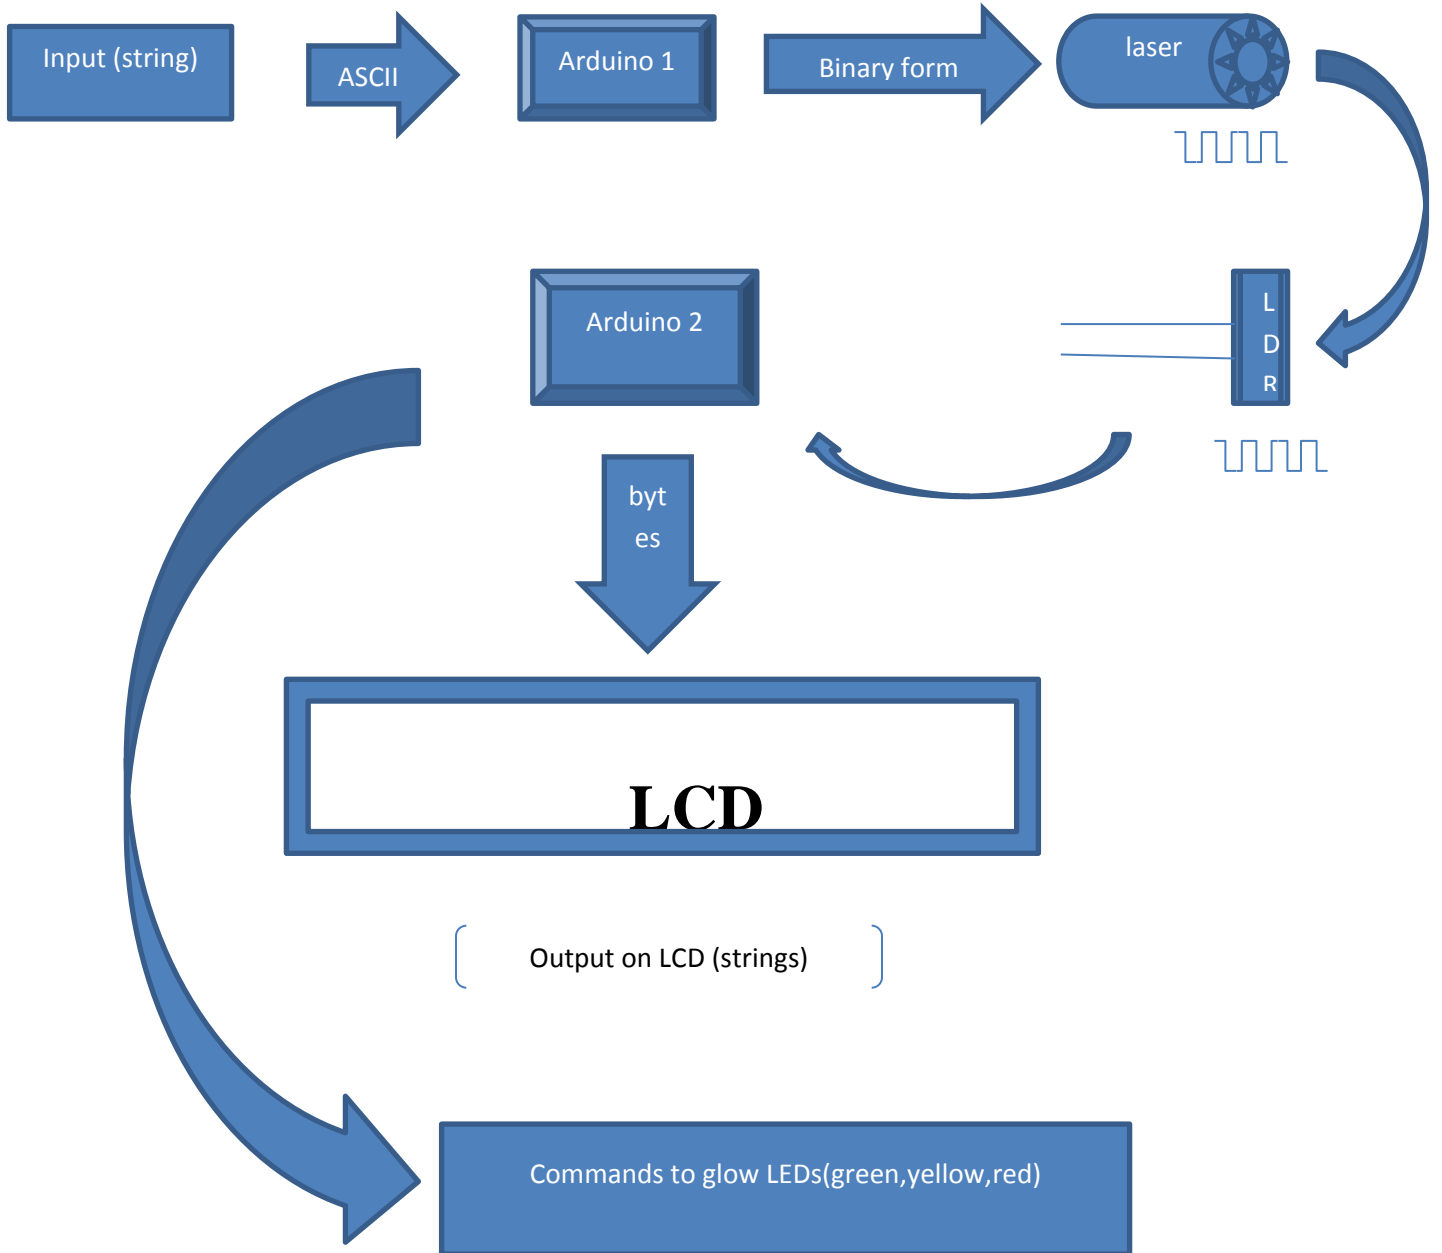 Input (string)
ASCII
Arduino 1
Binary form
laser
Arduino 2
L
D
R
byt
es
LCD
Output on LCD (strings)
Commands to glow LEDs(green,yellow,red)